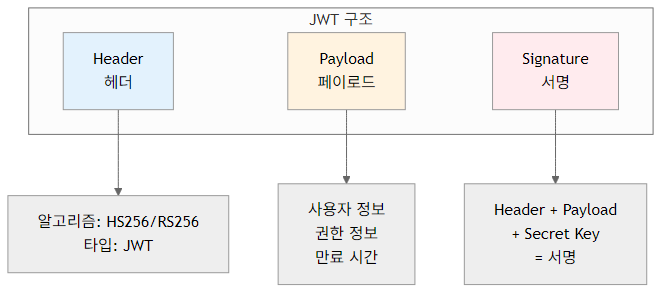 JWT 구조
Header
헤더
Payload
페이로드
Signature
서명
알고리즘: HS256/RS256
타입: JWT
사용자 정보
권한 정보
만료 시간
Header + Payload
+ Secret Key
= 서명